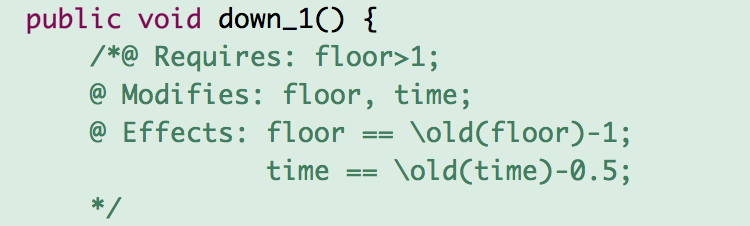 public void down_1() {
/*@ Requires: floor>1;
@ Modifies: floor, time;
@ Effects: floor == \old(floor)-1;
time == \old(time)-0.5;
*/